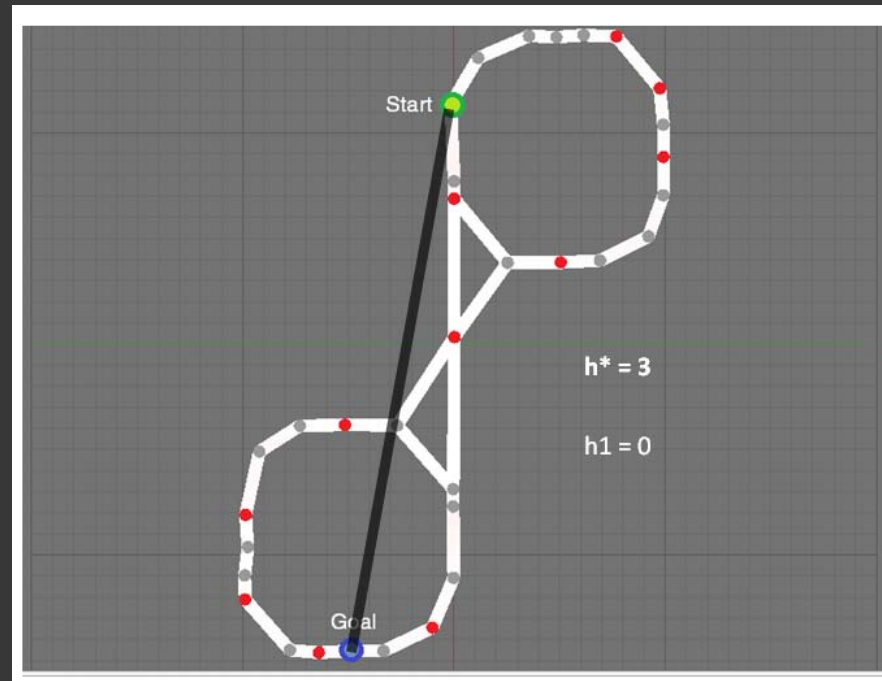 Start
h* = 3
h1 = 0
Goal